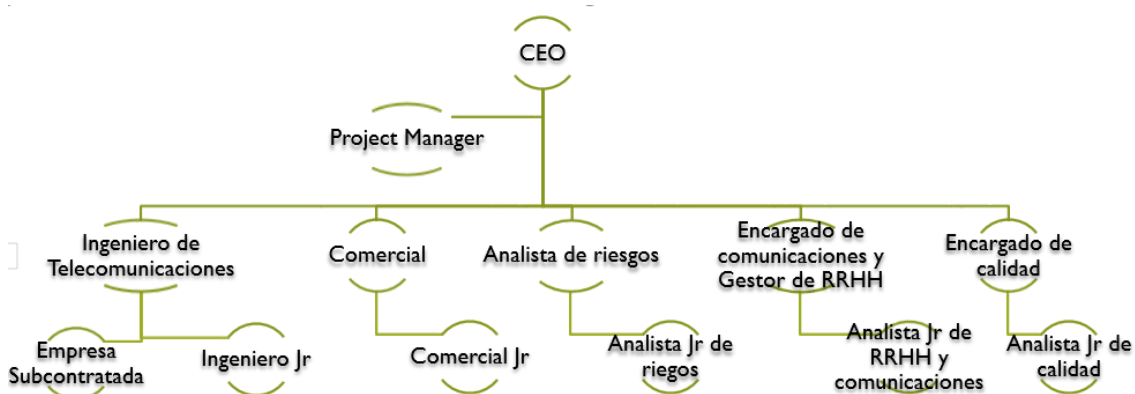 CEO
Project Manager
Ingeniero de
Telecomunicaciones
Comercial
Analista de riesgos
Encargado de
comunicaciones y
Gestor de RRHH
Encargado de
calidad
Empresa
Subcontratada
Ingeniero Jr
Comercial Jr
Analista Jr de
riegos
Analista Jr de
RRHH y
comunicaciones
Analista Jr de
calidad